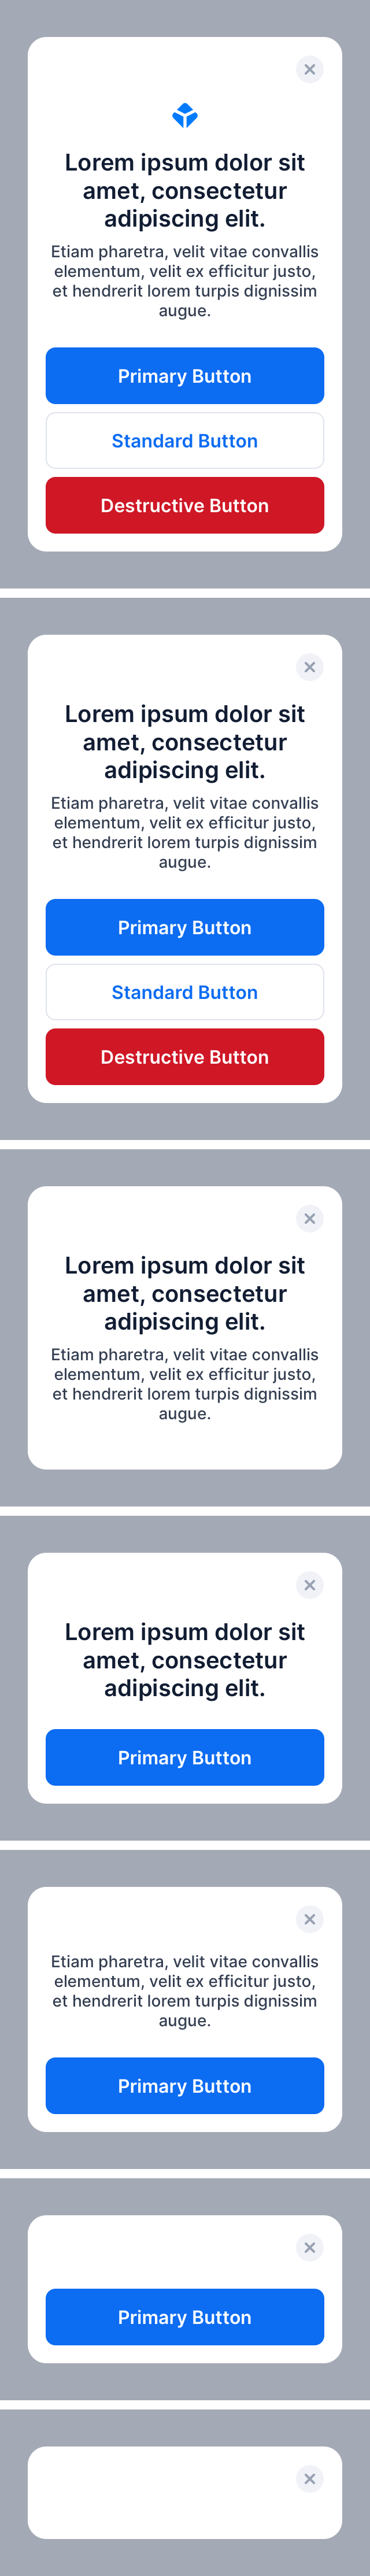 Lorem ipsum dolor sit
amet, consectetur
adipiscing elit.
Etiam pharetra, velit vitae convallis
elementum, velit ex efficitur justo,
et hendrerit lorem turpis dignissim
augue.
Primary Button
Standard Button
Destructive Button
Lorem ipsum dolor sit
amet, consectetur
adipiscing elit.
Etiam pharetra, velit vitae convallis
elementum, velit ex efficitur justo,
et hendrerit lorem turpis dignissim
augue.
Primary Button
Standard Button
Destructive Button
Lorem ipsum dolor sit
amet, consectetur
adipiscing elit.
Etiam pharetra, velit vitae convallis
elementum, velit ex efficitur justo,
et hendrerit lorem turpis dignissim
augue.
Lorem ipsum dolor sit
amet, consectetur
adipiscing elit.
Primary Button
Etiam pharetra, velit vitae convallis
elementum, velit ex efficitur justo,
et hendrerit lorem turpis dignissim
augue.
Primary Button
Primary Button